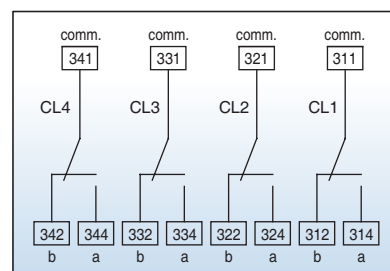 comm. comm. comm. comm.
341 331 321 311
CL4 CL3 CL2 CL1
342 344 332 334 322 324 312 314
b a b a b a b a